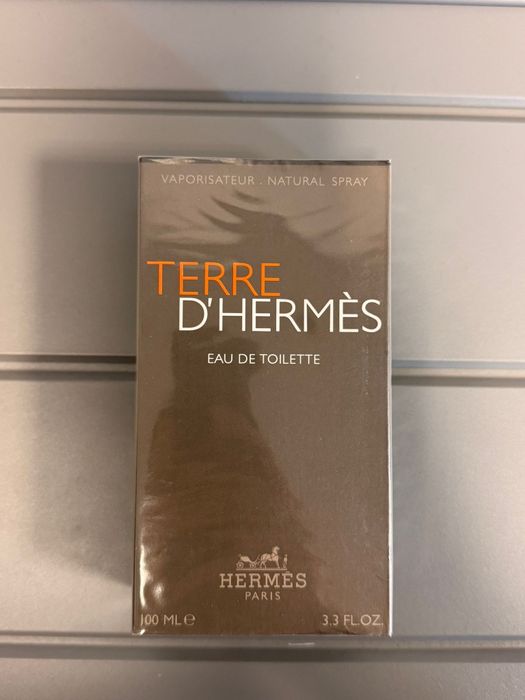 VAPORISATEUR . NATURAL SPRAY
TERRE
D'HERMÈS
EAU DE TOILETTE
HERMÈS
PARIS
100 ML ℮
3.3 FL.OZ.